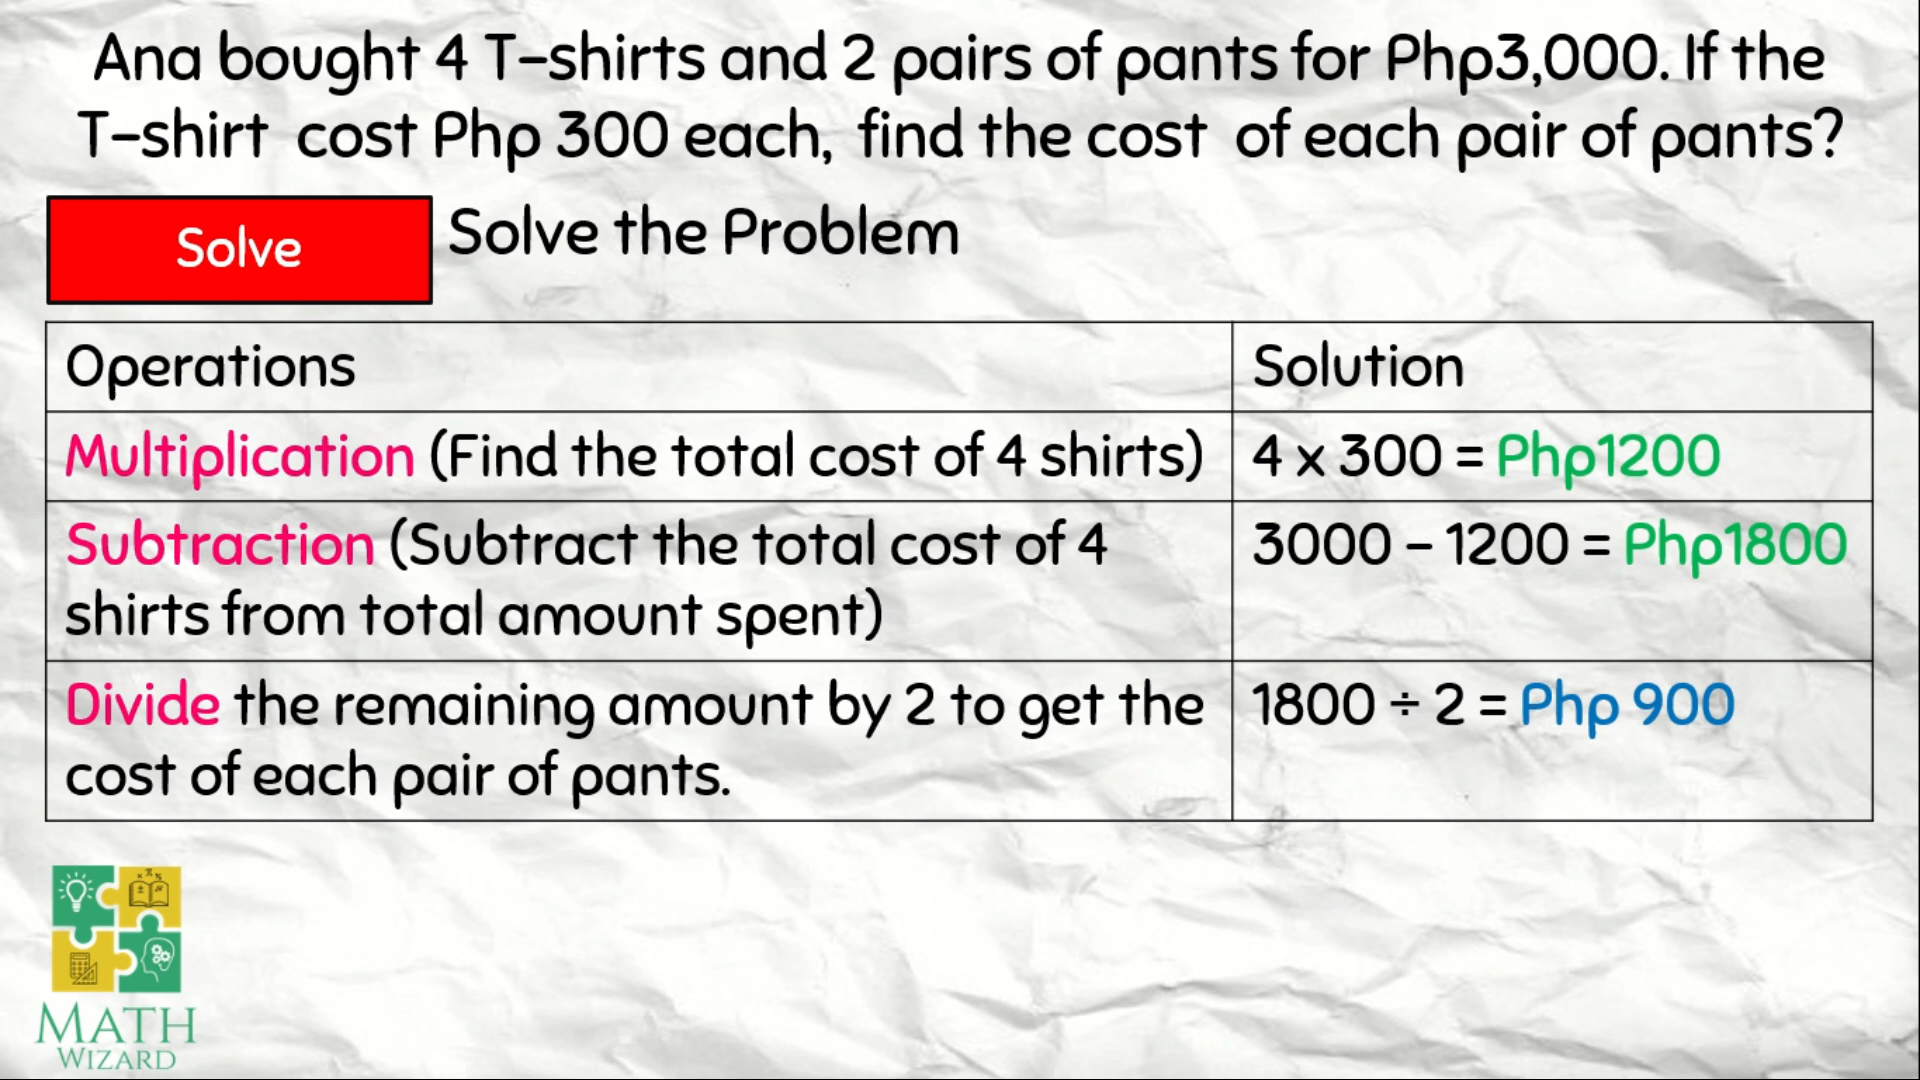 Ana bought 4 T-shirts and 2 pairs of pants for Php3,000. If the
T-shirt cost Php 300 each, find the cost of each pair of pants?
Solve
Solve the Problem
Operations
Solution
Multiplication (Find the total cost of 4 shirts)
4 x 300 = Php1200
Subtraction (Subtract the total cost of 4
shirts from total amount spent)
3000 – 1200 = Php1800
Divide the remaining amount by 2 to get the
cost of each pair of pants.
1800 ÷ 2 = Php 900
MATH
WIZARD